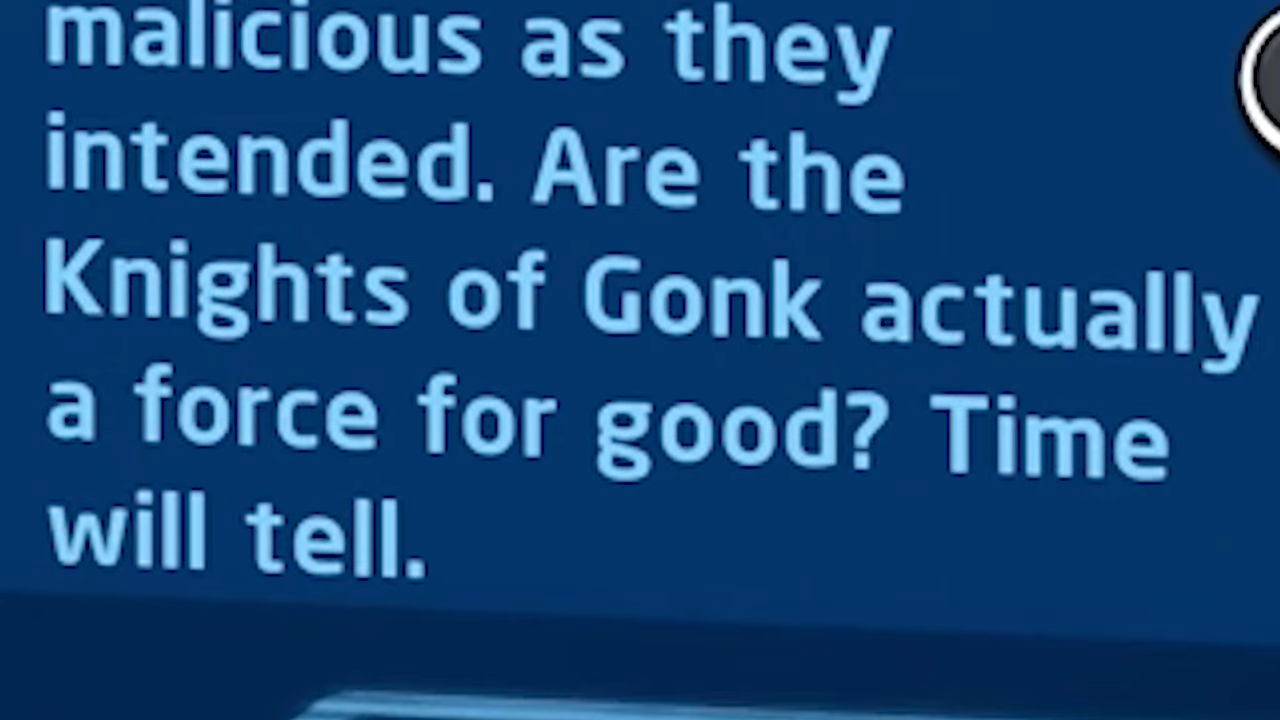 malicious as they
intended. Are the
Knights of Gonk actually
a force for good? Time
will tell.